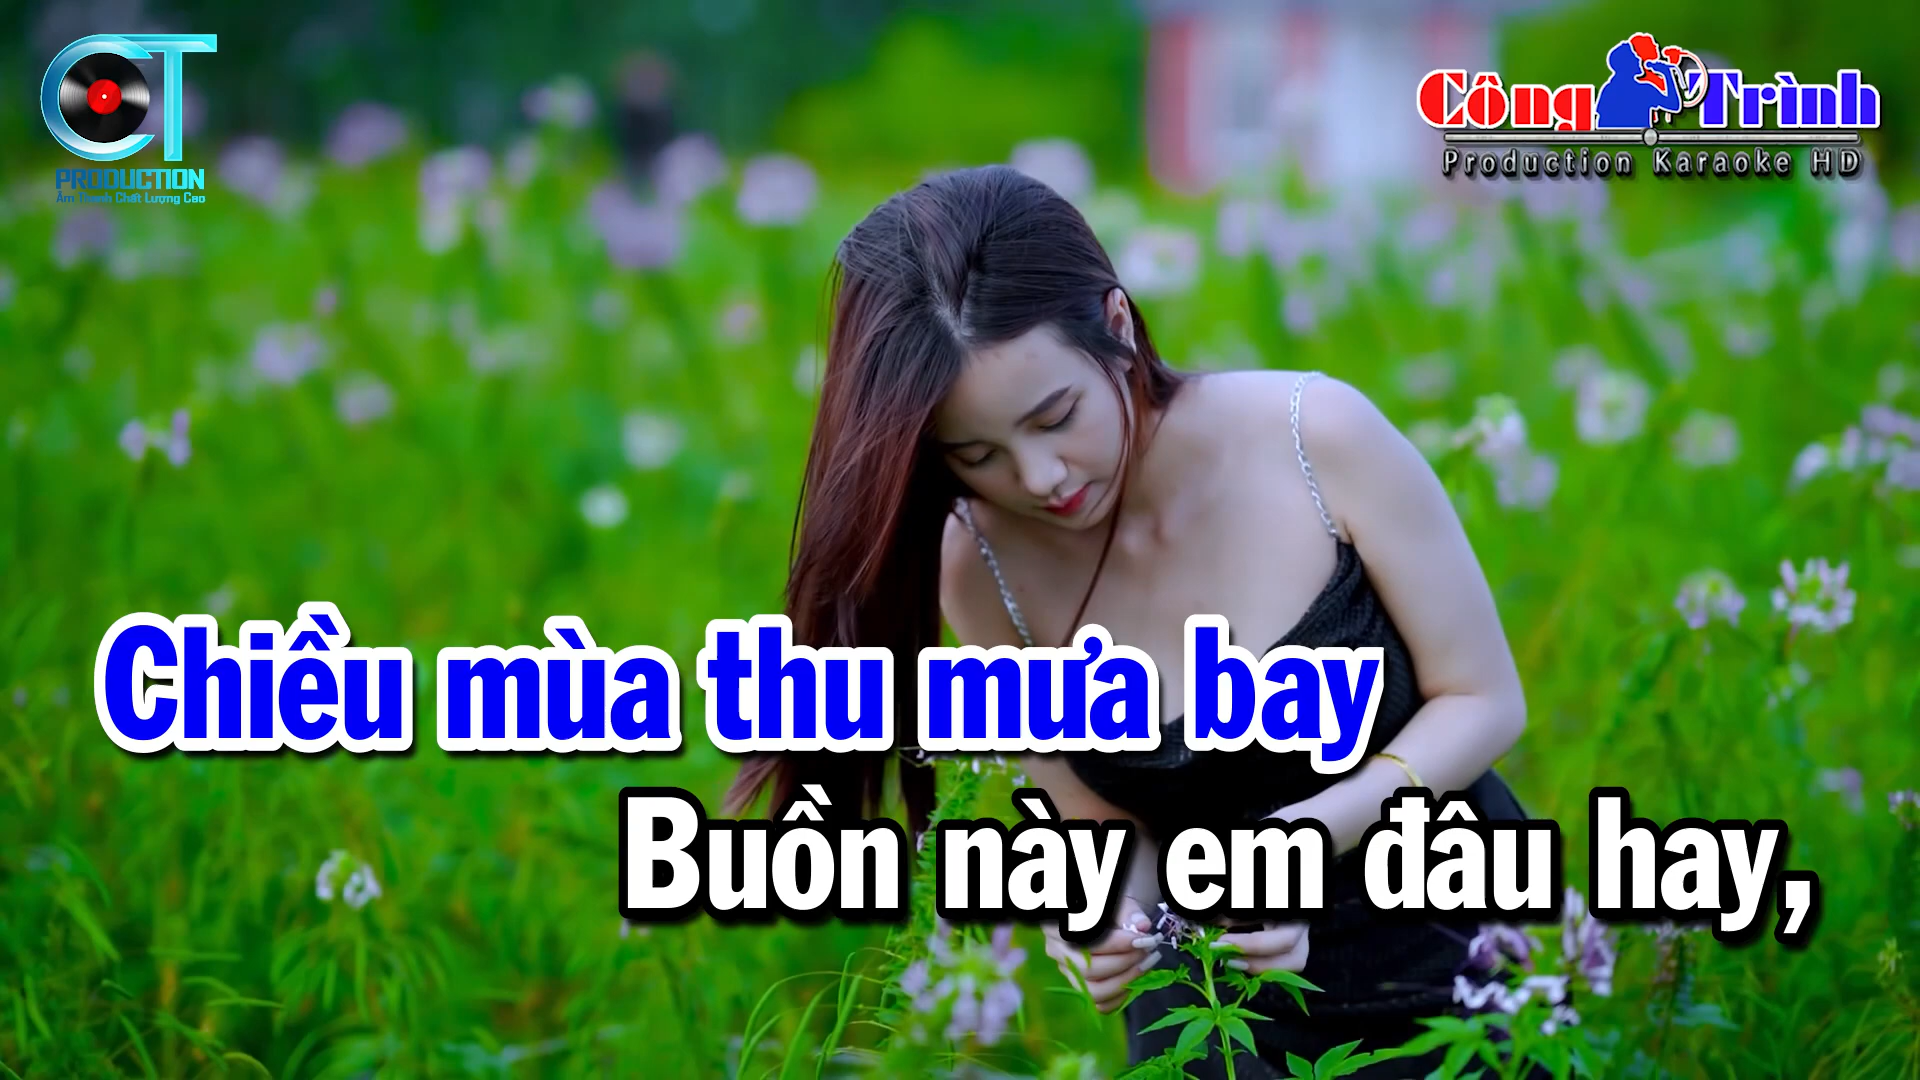 CT
PRODUCTION
Âm Thanh Chất Lượng Cao
Công Trình
Production Karaoke HD
Chiều mùa thu mưa bay
Buồn này em đâu hay,